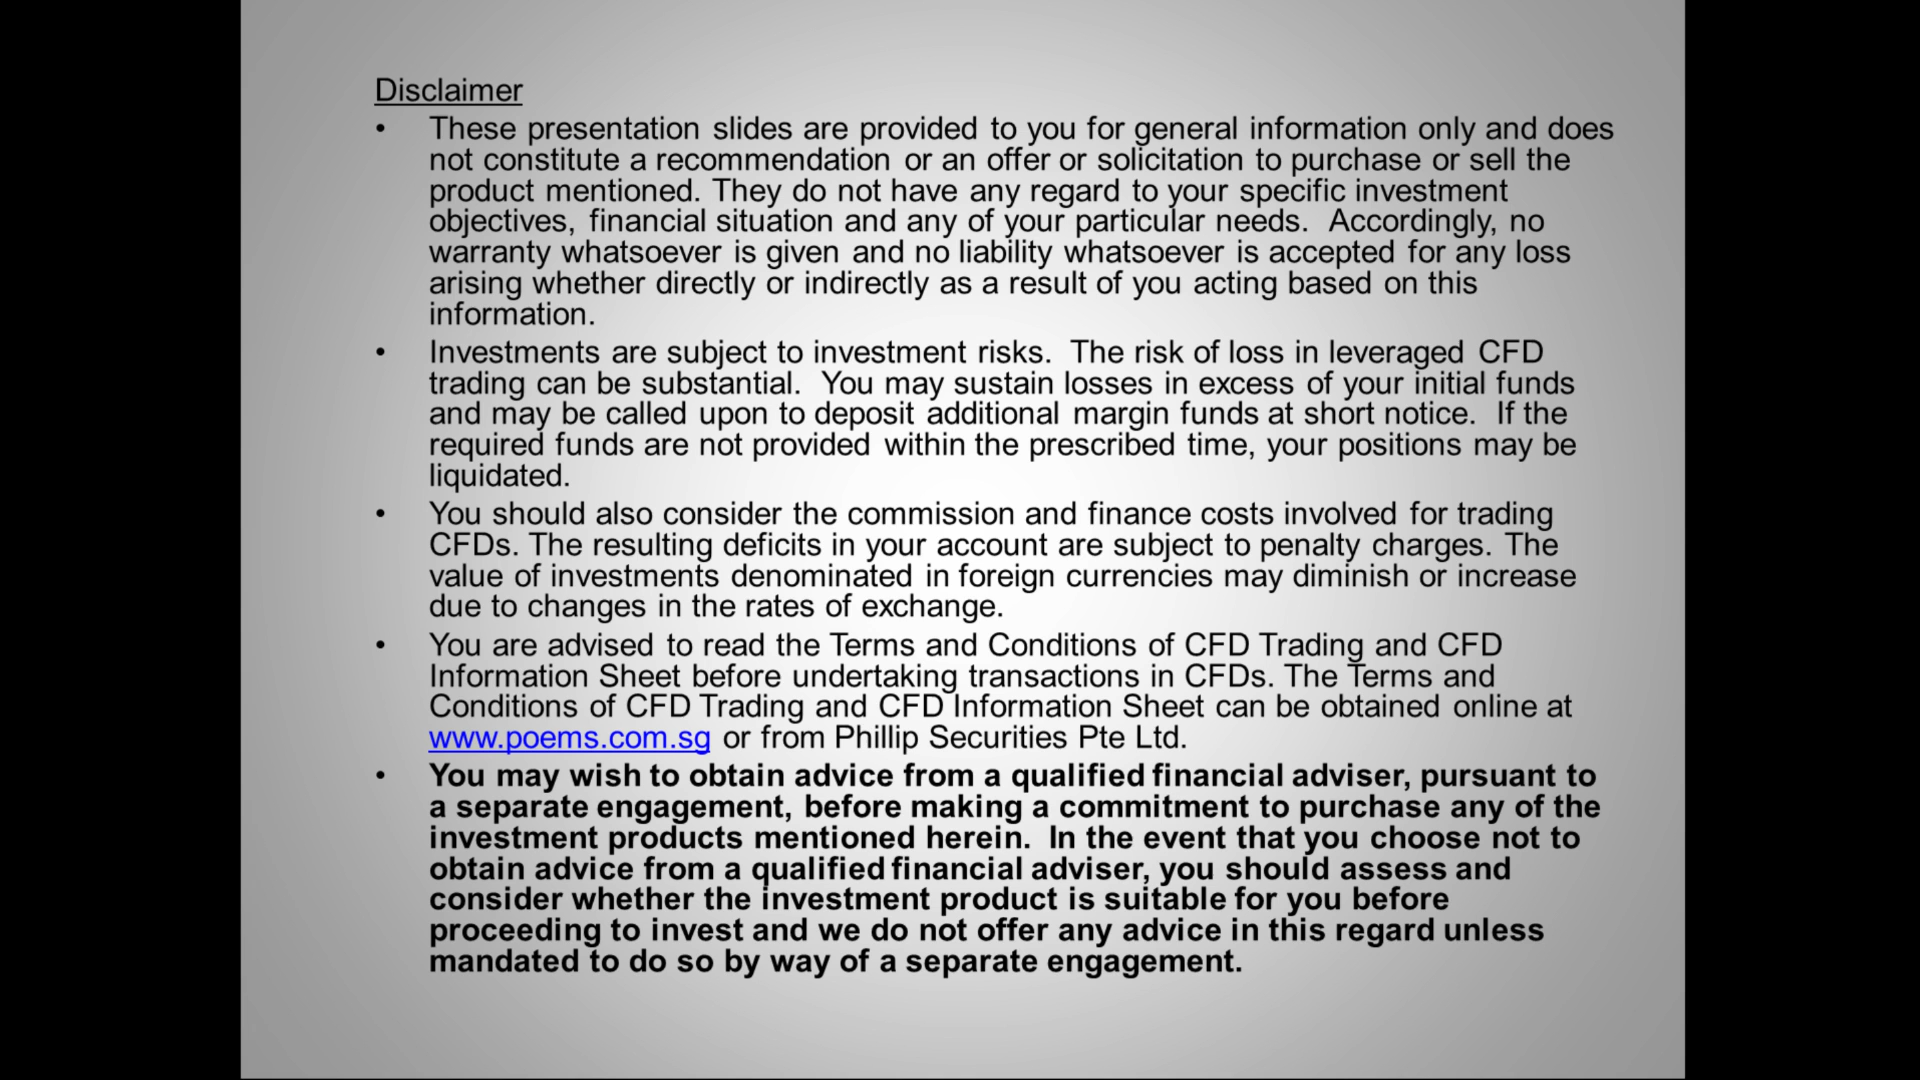 Disclaimer
• These presentation slides are provided to you for general information only and does
not constitute a recommendation or an offer or solicitation to purchase or sell the
product mentioned. They do not have any regard to your specific investment
objectives, financial situation and any of your particular needs.  Accordingly, no
warranty whatsoever is given and no liability whatsoever is accepted for any loss
arising whether directly or indirectly as a result of you acting based on this
information.
• Investments are subject to investment risks.  The risk of loss in leveraged CFD
trading can be substantial.  You may sustain losses in excess of your initial funds
and may be called upon to deposit additional margin funds at short notice.  If the
required funds are not provided within the prescribed time, your positions may be
liquidated.
• You should also consider the commission and finance costs involved for trading
CFDs. The resulting deficits in your account are subject to penalty charges. The
value of investments denominated in foreign currencies may diminish or increase
due to changes in the rates of exchange.
• You are advised to read the Terms and Conditions of CFD Trading and CFD
Information Sheet before undertaking transactions in CFDs. The Terms and
Conditions of CFD Trading and CFD Information Sheet can be obtained online at
www.poems.com.sg or from Phillip Securities Pte Ltd.
• You may wish to obtain advice from a qualified financial adviser, pursuant to
a separate engagement, before making a commitment to purchase any of the
investment products mentioned herein.  In the event that you choose not to
obtain advice from a qualified financial adviser, you should assess and
consider whether the investment product is suitable for you before
proceeding to invest and we do not offer any advice in this regard unless
mandated to do so by way of a separate engagement.